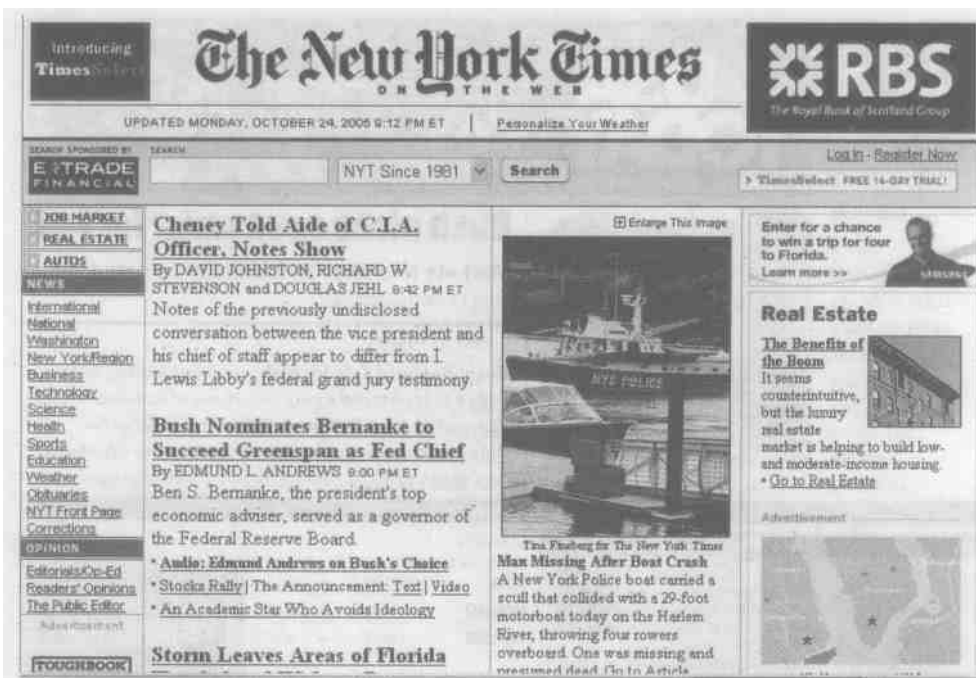 Introducing
Times
The New York Times
ON THE WEB
RBS
The Royal Bank of Scotland Group
UPDATED MONDAY, OCTOBER 24, 2005 9:12 PM ET | Personalize Your Weather
SEARCH SPONSORED BY
E*TRADE
FINANCIAL
SEARCH
NYT Since 1981
Search
Log In - Register Now
> TimesSelect FREE 14-DAY TRIAL!
JOB MARKET
REAL ESTATE
AUTOS
NEWS
International
National
Washington
New York/Region
Business
Technology
Science
Health
Sports
Education
Weather
Obituaries
NYT Front Page
Corrections
OPINION
Editorials/Op-Ed
Readers' Opinions
The Public Editor
Advertisement
TOUGHBOOK
Cheney Told Aide of C.I.A.
Officer, Notes Show
By DAVID JOHNSTON, RICHARD W.
STEVENSON and DOUGLAS JEHL 8:42 PM ET
Notes of the previously undisclosed
conversation between the vice president and
his chief of staff appear to differ from I.
Lewis Libby's federal grand jury testimony.
Bush Nominates Bernanke to
Succeed Greenspan as Fed Chief
By EDMUND L. ANDREWS 8:00 PM ET
Ben S. Bernanke, the president's top
economic adviser, served as a governor of
the Federal Reserve Board.
• Audio: Edmund Andrews on Bush's Choice
• Stocks Rally | The Announcement: Text | Video
• An Academic Star Who Avoids Ideology
Storm Leaves Areas of Florida
Enlarge This Image
NYC POLICE
Tina Fineberg for The New York Times
Man Missing After Boat Crash
A New York Police boat carried a
scull that collided with a 29-foot
motorboat today on the Harlem
River, throwing four rowers
overboard. One was missing and
presumed dead. Go to Article
Enter for a chance
to win a trip for four
to Florida.
Learn more >>
SAMSUNG
Real Estate
The Benefits of
the Boom
It seems
counterintuitive,
but the luxury
real estate
market is helping to build low-
and moderate-income housing.
• Go to Real Estate
Advertisement